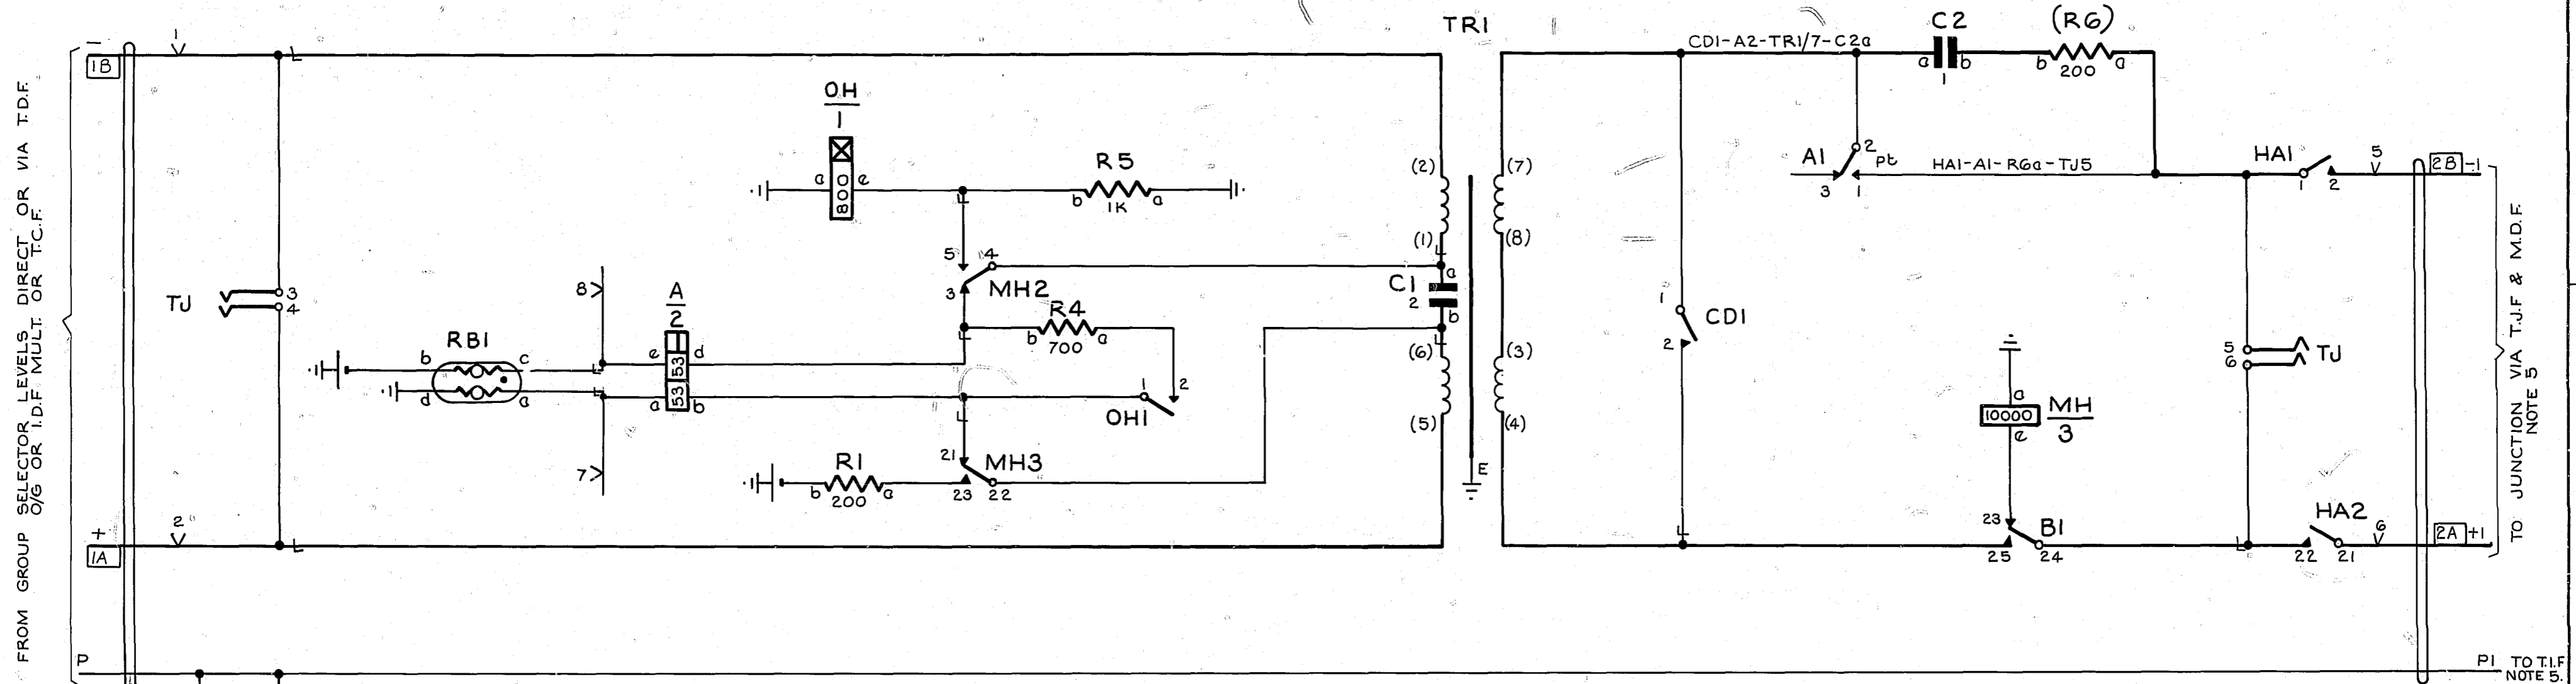 FROM GROUP SELECTOR LEVELS DIRECT OR VIA T.D.F.
O/G OR I.D.F MULT. OR T.C.F.
−
1B
1
TJ
3
4
+
1A
2
P
RB1
b
c
d
a
8
7
A
2
e
53
d
a
53
b
OH
1
a
800
e
R5
b
1K
a
5
4
3
MH2
R4
b
700
a
1
2
OH1
21
MH3
23
22
R1
b
200
a
TR1
(2)
(1)
C1
a
2
b
(6)
(5)
(7)
(8)
(3)
(4)
E
CD1-A2-TR1/7-C2a
C2
a
b
1
(R6)
b
200
a
A1
2
Pt
3
1
HA1-A1-R6a-TJ5
HA1
1
2
5
2B
-1
1
CD1
2
a
10000
MH
3
e
23
B1
25
24
5
6
TJ
HA2
22
21
6
2A
+1
TO JUNCTION VIA T.J.F & M.D.F.
NOTE 5
P1
TO T.I.F
NOTE 5.